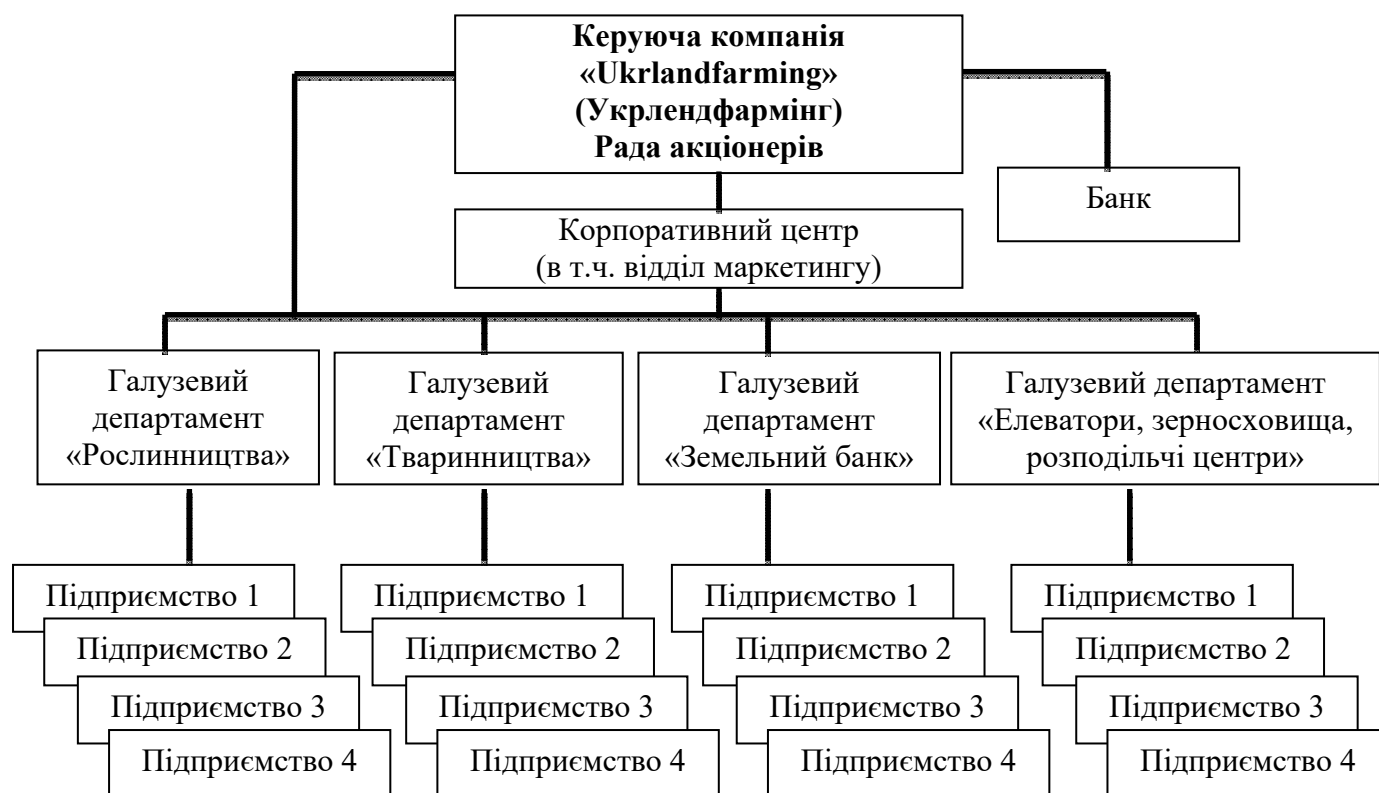 Керуюча компанія
«Ukrlandfarming»
(Укрлендфармінг)
Рада акціонерів
Банк
Корпоративний центр
(в т.ч. відділ маркетингу)
Галузевий
департамент
«Рослинництва»
Галузевий
департамент
«Тваринництва»
Галузевий
департамент
«Земельний банк»
Галузевий департамент
«Елеватори, зерносховища,
розподільчі центри»
Підприємство 1
Підприємство 2
Підприємство 3
Підприємство 4
Підприємство 1
Підприємство 2
Підприємство 3
Підприємство 4
Підприємство 1
Підприємство 2
Підприємство 3
Підприємство 4
Підприємство 1
Підприємство 2
Підприємство 3
Підприємство 4